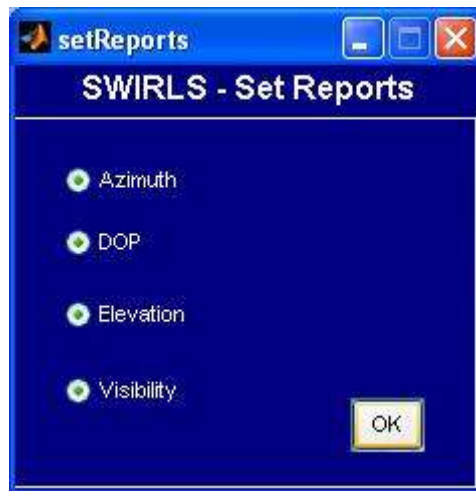 setReports
SWIRLS - Set Reports
Azimuth
DOP
Elevation
Visibility
OK